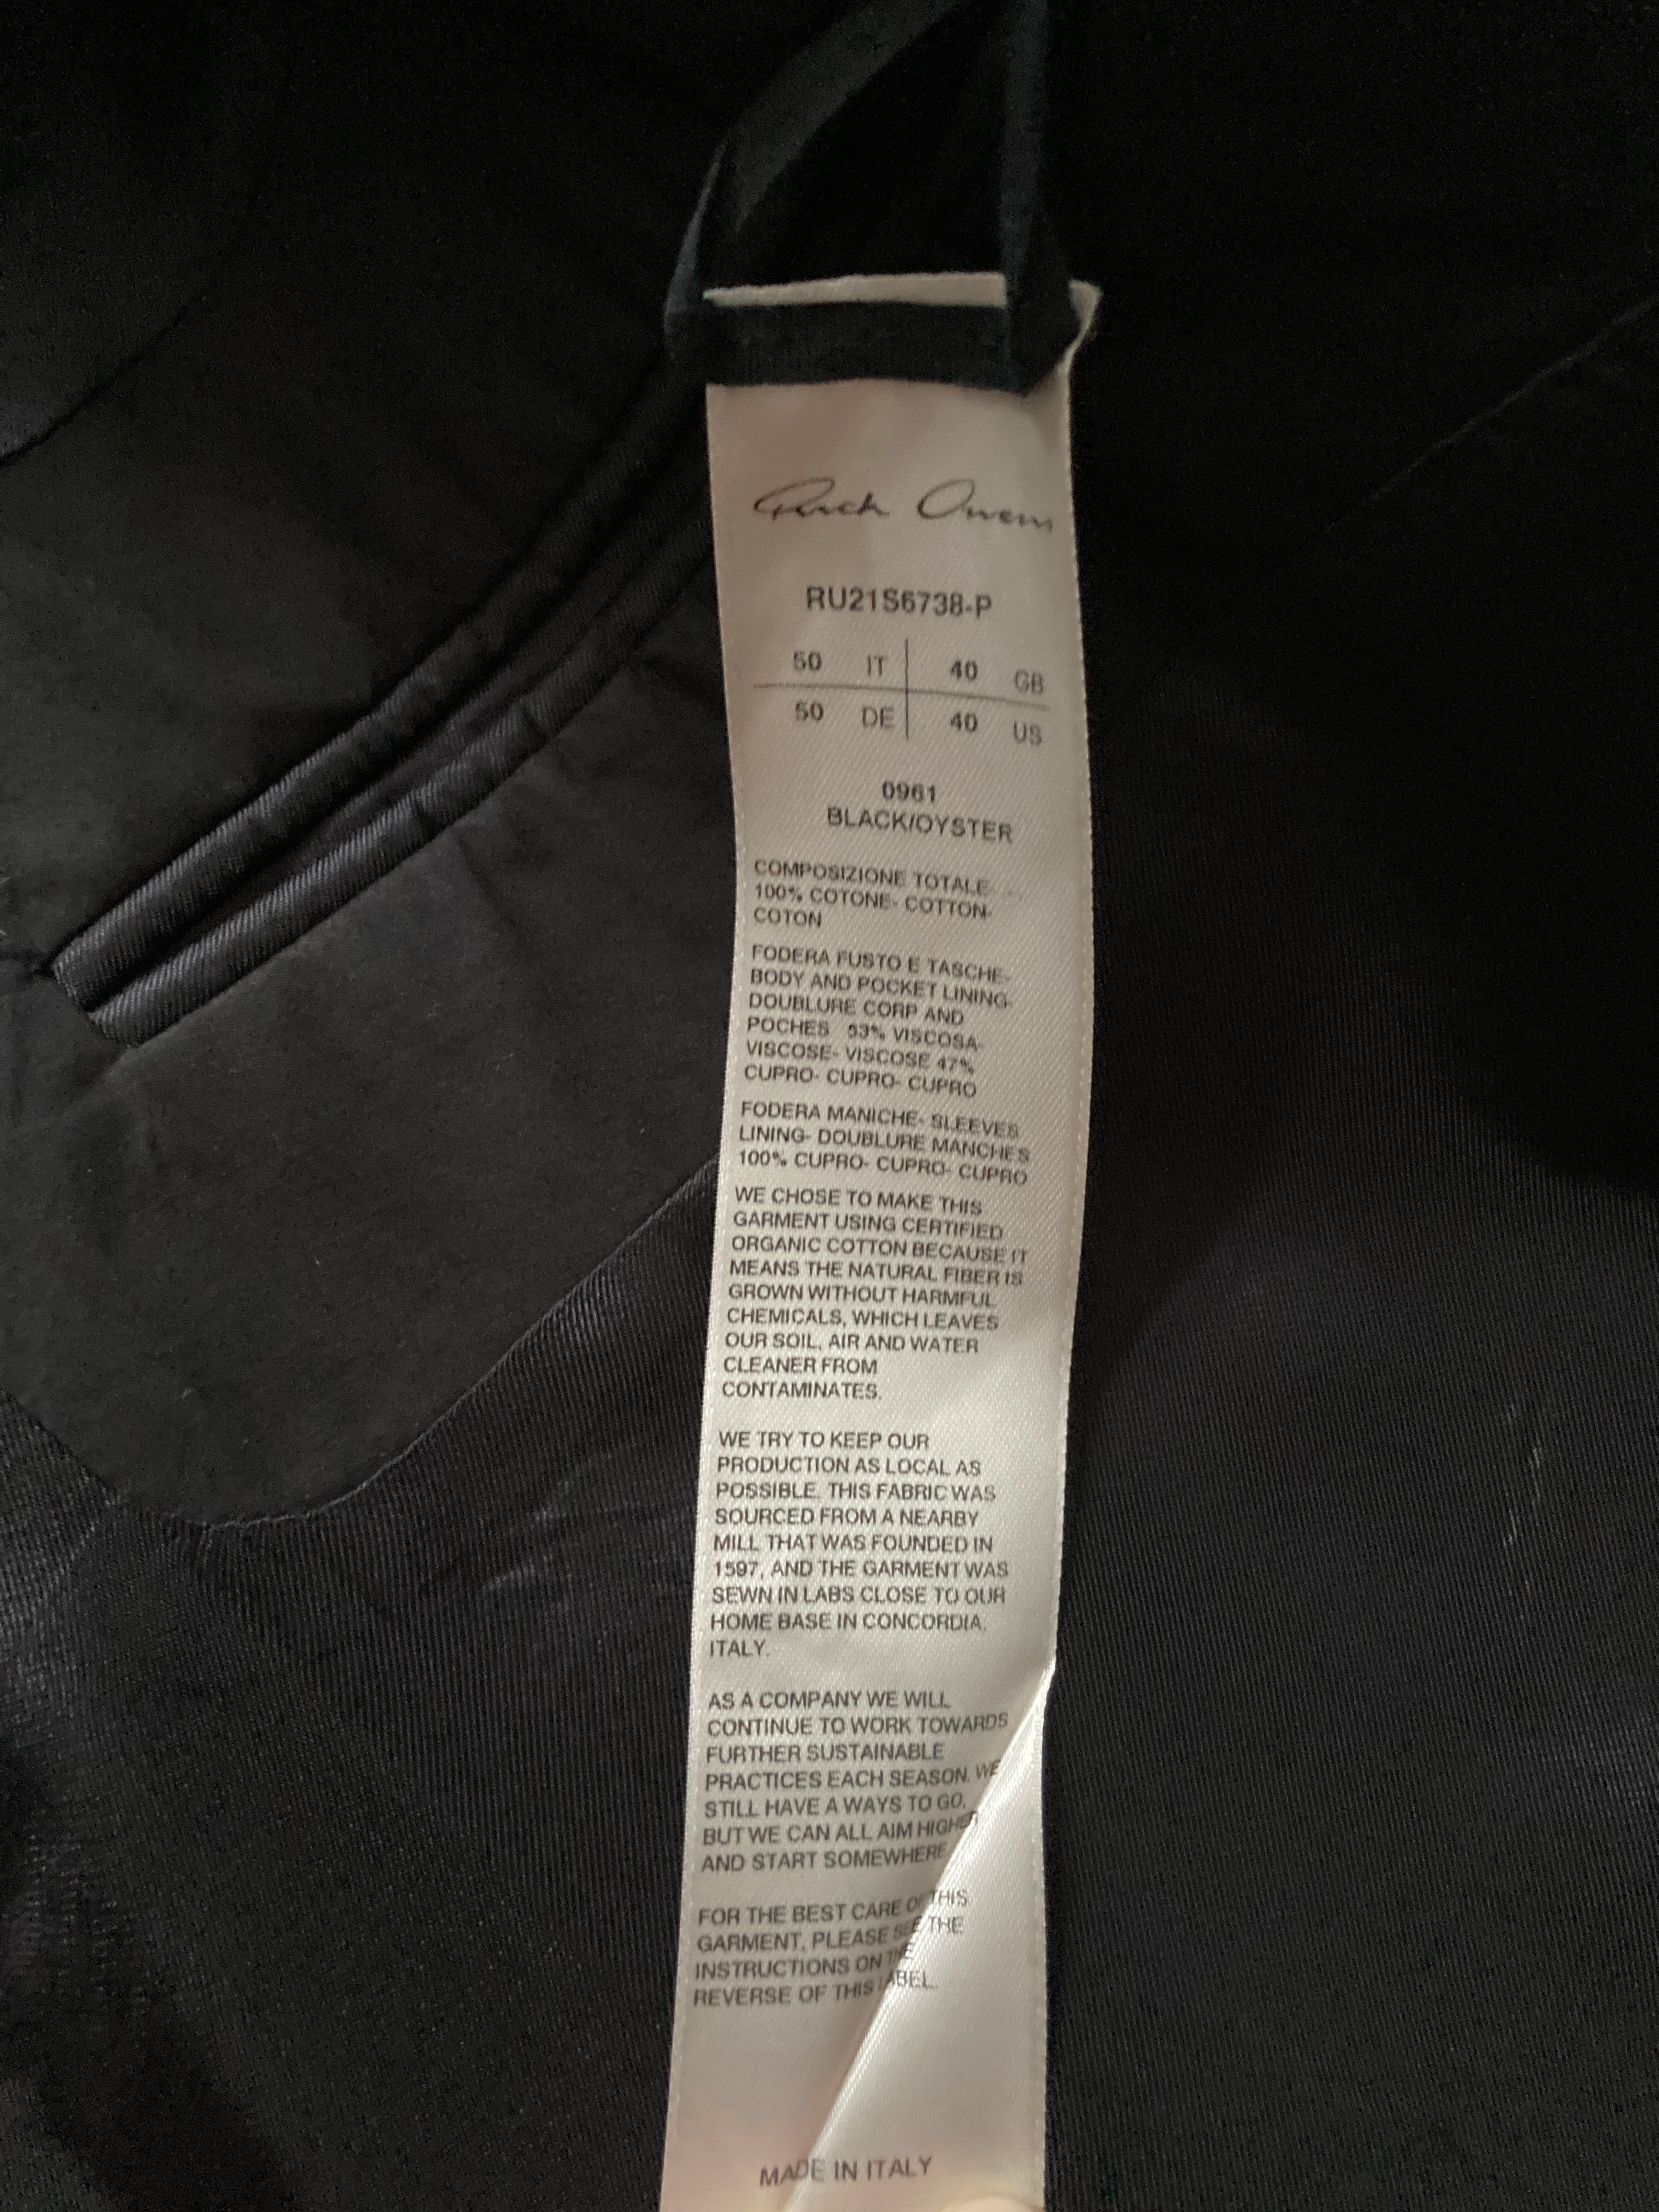 Rick Owens
RU21S6738-P
50 IT 40 GB
50 DE 40 US
0961
BLACK/OYSTER
COMPOSIZIONE TOTALE-
100% COTONE- COTTON-
COTON
FODERA FUSTO E TASCHE-
BODY AND POCKET LINING-
DOUBLURE CORP AND
POCHES 53% VISCOSA-
VISCOSE- VISCOSE 47%
CUPRO- CUPRO- CUPRO
FODERA MANICHE- SLEEVES
LINING- DOUBLURE MANCHES
100% CUPRO- CUPRO- CUPRO
WE CHOSE TO MAKE THIS
GARMENT USING CERTIFIED
ORGANIC COTTON BECAUSE IT
MEANS THE NATURAL FIBER IS
GROWN WITHOUT HARMFUL
CHEMICALS, WHICH LEAVES
OUR SOIL, AIR AND WATER
CLEANER FROM
CONTAMINATES.
WE TRY TO KEEP OUR
PRODUCTION AS LOCAL AS
POSSIBLE. THIS FABRIC WAS
SOURCED FROM A NEARBY
MILL THAT WAS FOUNDED IN
1597, AND THE GARMENT WAS
SEWN IN LABS CLOSE TO OUR
HOME BASE IN CONCORDIA,
ITALY.
AS A COMPANY WE WILL
CONTINUE TO WORK TOWARDS
FURTHER SUSTAINABLE
PRACTICES EACH SEASON. WE
STILL HAVE A WAYS TO GO,
BUT WE CAN ALL AIM HIGHER
AND START SOMEWHERE
FOR THE BEST CARE OF THIS
GARMENT, PLEASE SEE THE
INSTRUCTIONS ON THE
REVERSE OF THIS LABEL.
MADE IN ITALY